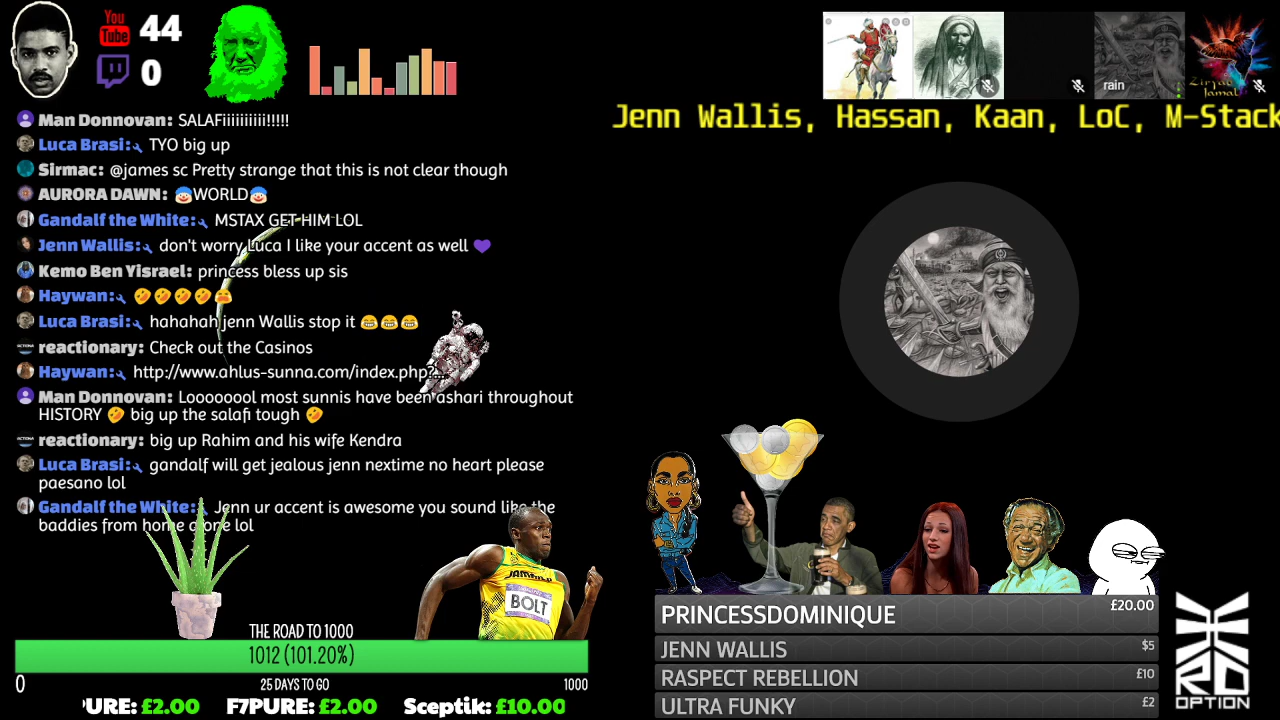 You
Tube
44
0
rain
Ziryab
Jamal
Jenn Wallis, Hassan, Kaan, LoC, M-Stack
Man Donnovan: SALAFiiiiiiiiii!!!!!
Luca Brasi: TYO big up
Sirmac: @james sc Pretty strange that this is not clear though
AURORA DAWN: 🤡WORLD🤡
Gandalf the White: MSTAX GET HIM LOL
Jenn Wallis: don't worry Luca I like your accent as well 💜
Kemo Ben Yisrael: princess bless up sis
Haywan: 🤣🤣🤣🤣😭
Luca Brasi: hahahah jenn Wallis stop it 😂😂😂
reactionary: Check out the Casinos
Haywan: http://www.ahlus-sunna.com/index.php?...
Man Donnovan: Looooooool most sunnis have been ashari throughout
HISTORY 🤣 big up the salafi tough 🤣
reactionary: big up Rahim and his wife Kendra
Luca Brasi: gandalf will get jealous jenn nextime no heart please
paesano lol
Gandalf the White: Jenn ur accent is awesome you sound like the
baddies from home alone lol
JAMAICA
BOLT
THE ROAD TO 1000
1012 (101.20%)
0
25 DAYS TO GO
1000
URE: £2.00 F7PURE: £2.00 Sceptik: £10.00
PRINCESSDOMINIQUE £20.00
JENN WALLIS $5
RASPECT REBELLION £10
ULTRA FUNKY £2
OPTION